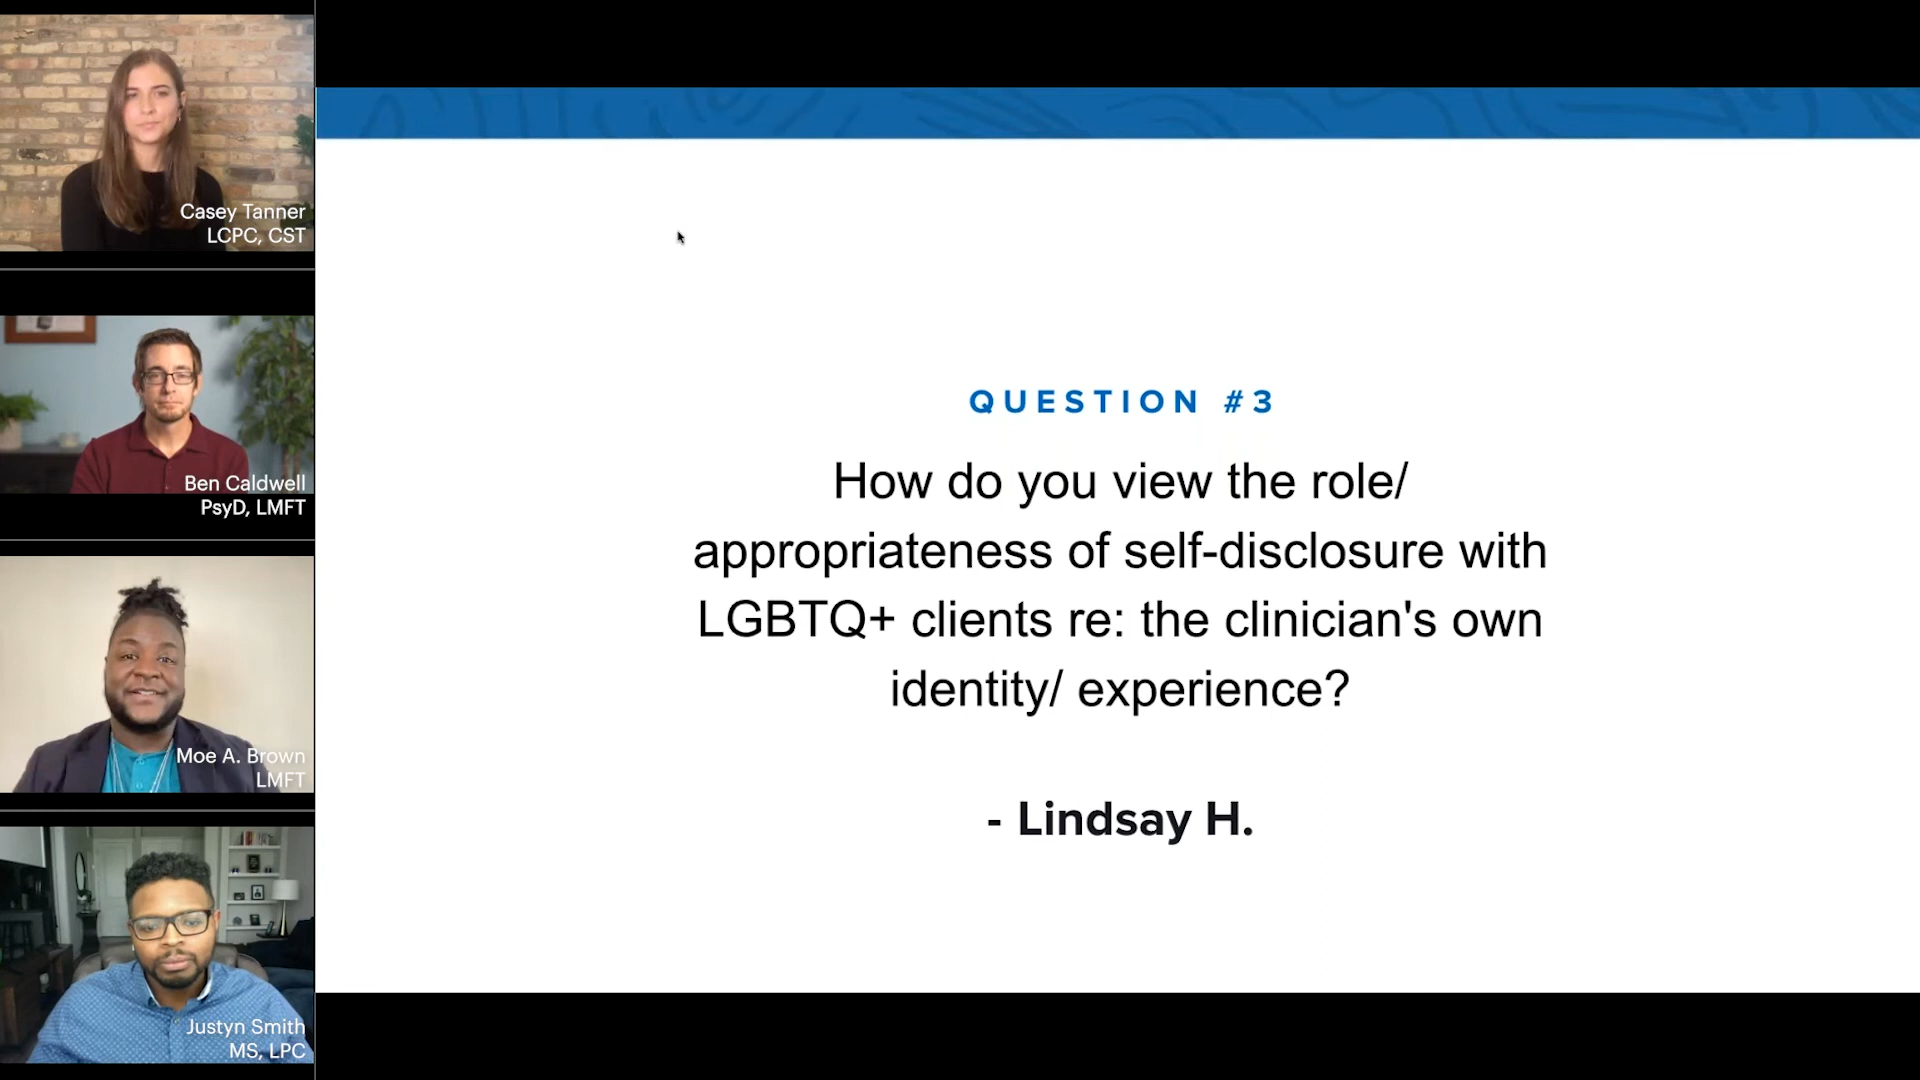 Casey Tanner
LCPC, CST
Ben Caldwell
PsyD, LMFT
Moe A. Brown
LMFT
Justyn Smith
MS, LPC
QUESTION #3
How do you view the role/
appropriateness of self-disclosure with
LGBTQ+ clients re: the clinician's own
identity/ experience?
- Lindsay H.